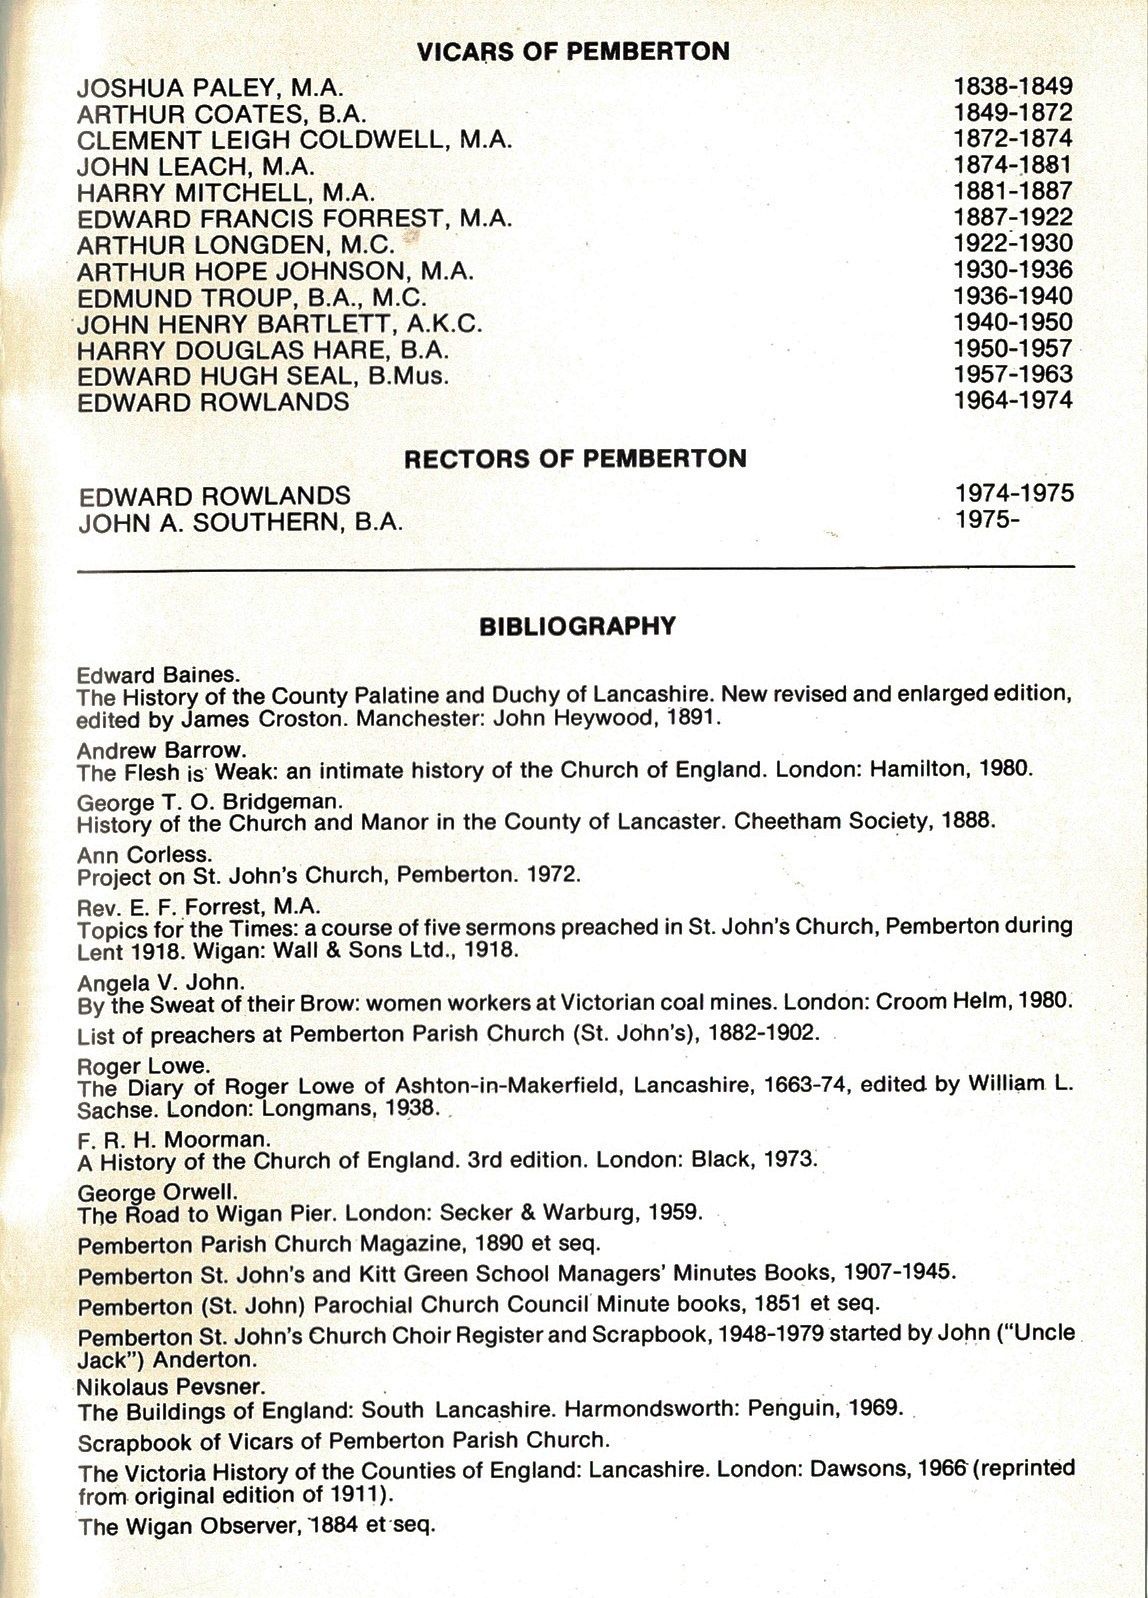 VICARS OF PEMBERTON
JOSHUA PALEY, M.A. 1838-1849
ARTHUR COATES, B.A. 1849-1872
CLEMENT LEIGH COLDWELL, M.A. 1872-1874
JOHN LEACH, M.A. 1874-1881
HARRY MITCHELL, M.A. 1881-1887
EDWARD FRANCIS FORREST, M.A. 1887-1922
ARTHUR LONGDEN, M.C. 1922-1930
ARTHUR HOPE JOHNSON, M.A. 1930-1936
EDMUND TROUP, B.A., M.C. 1936-1940
JOHN HENRY BARTLETT, A.K.C. 1940-1950
HARRY DOUGLAS HARE, B.A. 1950-1957
EDWARD HUGH SEAL, B.Mus. 1957-1963
EDWARD ROWLANDS 1964-1974
RECTORS OF PEMBERTON
EDWARD ROWLANDS 1974-1975
JOHN A. SOUTHERN, B.A. 1975-
BIBLIOGRAPHY
Edward Baines.
The History of the County Palatine and Duchy of Lancashire. New revised and enlarged edition,
edited by James Croston. Manchester: John Heywood, 1891.
Andrew Barrow.
The Flesh is Weak: an intimate history of the Church of England. London: Hamilton, 1980.
George T. O. Bridgeman.
History of the Church and Manor in the County of Lancaster. Cheetham Society, 1888.
Ann Corless.
Project on St. John's Church, Pemberton. 1972.
Rev. E. F. Forrest, M.A.
Topics for the Times: a course of five sermons preached in St. John's Church, Pemberton during
Lent 1918. Wigan: Wall & Sons Ltd., 1918.
Angela V. John.
By the Sweat of their Brow: women workers at Victorian coal mines. London: Croom Helm, 1980.
List of preachers at Pemberton Parish Church (St. John's), 1882-1902.
Roger Lowe.
The Diary of Roger Lowe of Ashton-in-Makerfield, Lancashire, 1663-74, edited by William L.
Sachse. London: Longmans, 1938.
F. R. H. Moorman.
A History of the Church of England. 3rd edition. London: Black, 1973.
George Orwell.
The Road to Wigan Pier. London: Secker & Warburg, 1959.
Pemberton Parish Church Magazine, 1890 et seq.
Pemberton St. John's and Kitt Green School Managers' Minutes Books, 1907-1945.
Pemberton (St. John) Parochial Church Council Minute books, 1851 et seq.
Pemberton St. John's Church Choir Register and Scrapbook, 1948-1979 started by John ("Uncle
Jack") Anderton.
Nikolaus Pevsner.
The Buildings of England: South Lancashire. Harmondsworth: Penguin, 1969.
Scrapbook of Vicars of Pemberton Parish Church.
The Victoria History of the Counties of England: Lancashire. London: Dawsons, 1966 (reprinted
from original edition of 1911).
The Wigan Observer, 1884 et seq.